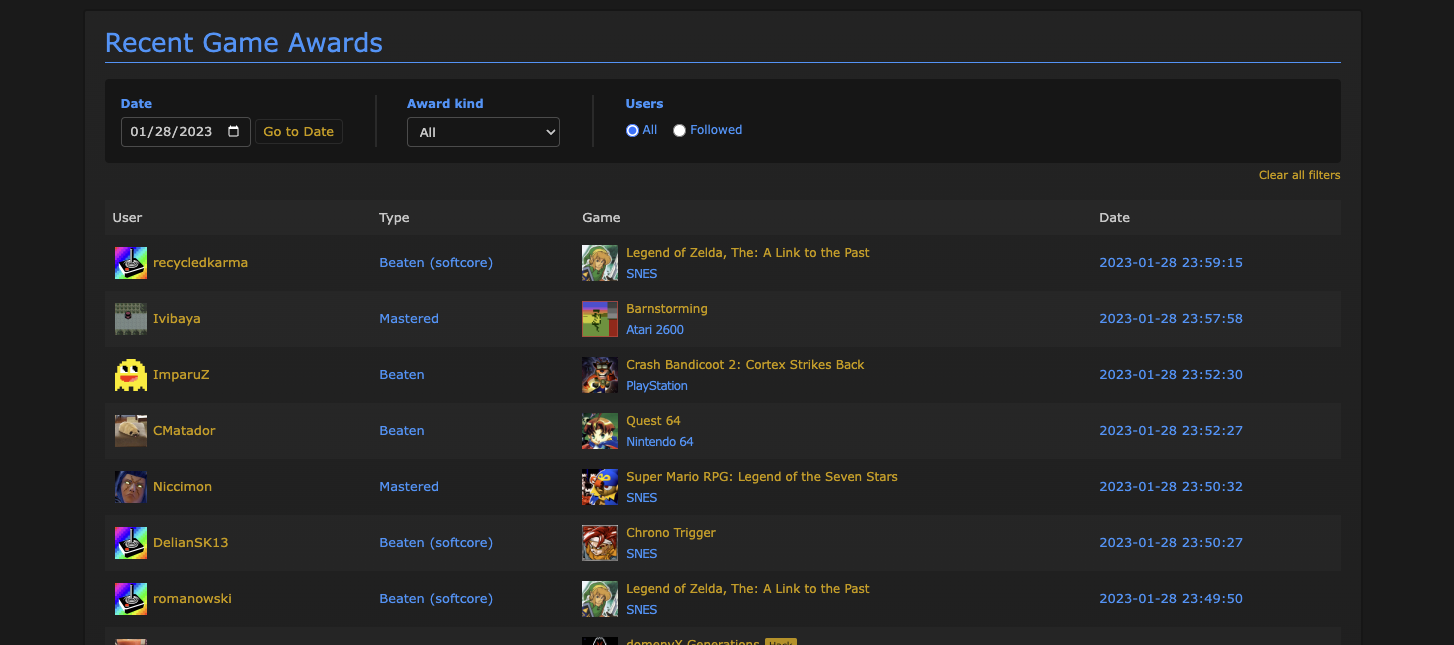 Recent Game Awards
Date
Award kind
Users
01/28/2023
Go to Date
All
All
Followed
Clear all filters
User Type Game Date
recycledkarma Beaten (softcore) Legend of Zelda, The: A Link to the Past 2023-01-28 23:59:15
SNES
Ivibaya Mastered Barnstorming 2023-01-28 23:57:58
Atari 2600
ImparuZ Beaten Crash Bandicoot 2: Cortex Strikes Back 2023-01-28 23:52:30
PlayStation
CMatador Beaten Quest 64 2023-01-28 23:52:27
Nintendo 64
Niccimon Mastered Super Mario RPG: Legend of the Seven Stars 2023-01-28 23:50:32
SNES
DelianSK13 Beaten (softcore) Chrono Trigger 2023-01-28 23:50:27
SNES
romanowski Beaten (softcore) Legend of Zelda, The: A Link to the Past 2023-01-28 23:49:50
SNES
Generations Hack